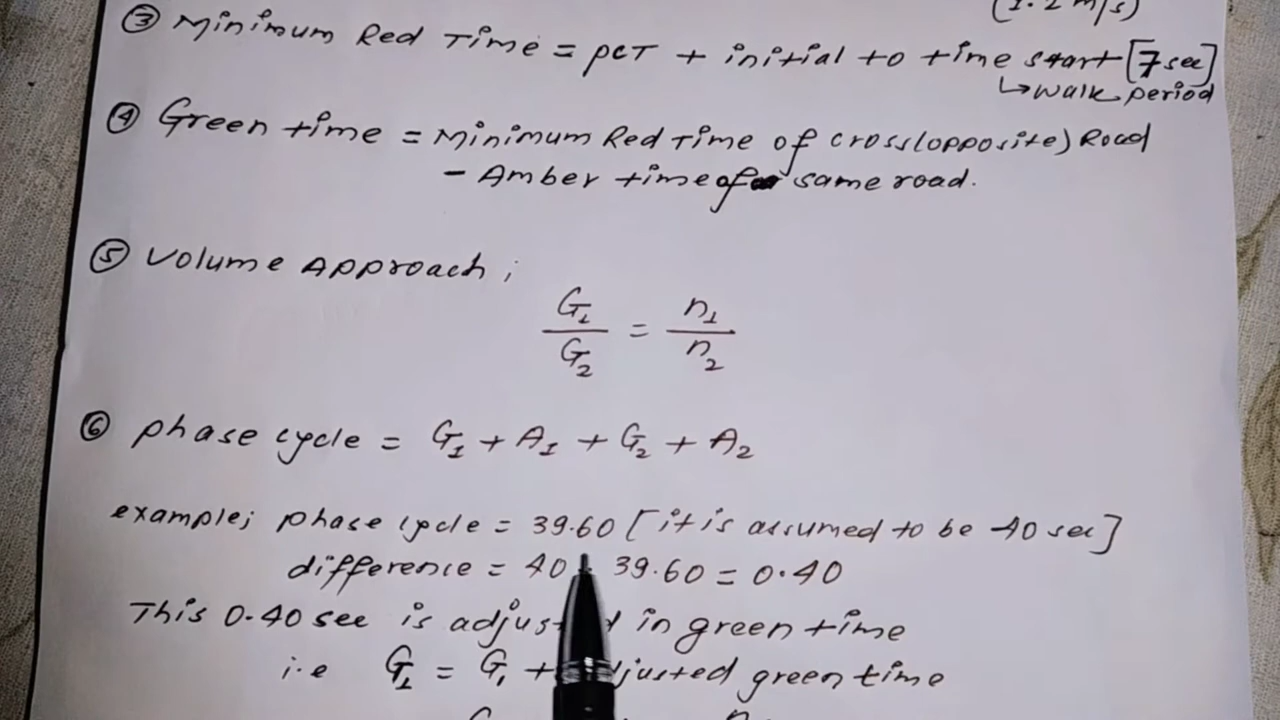 (1.2 m/s)
③ Minimum Red Time = PCT + initial to time start [7 sec]
↳ walk period
④ Green time = Minimum Red Time of cross(opposite) Road
- Amber time of same road.
⑤ Volume Approach ;
G₁/G₂ = n₁/n₂
⑥ phase cycle = G₁ + A₁ + G₂ + A₂
example; phase cycle = 39.60 [it is assumed to be 40 sec]
difference = 40 39.60 = 0.40
This 0.40 sec is in green time
i.e G₁ = G₁ + green time